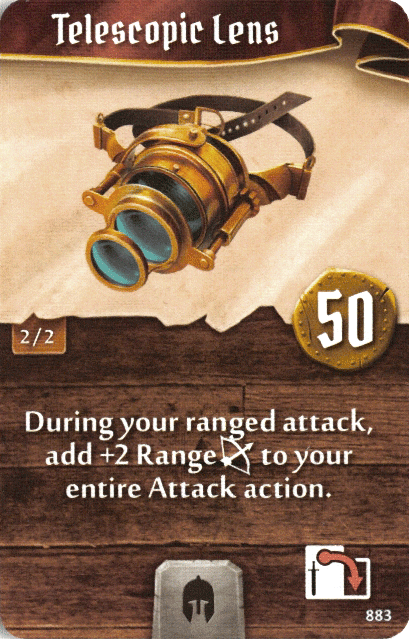 Telescopic Lens
50
2/2
During your ranged attack,
add +2 Range to your
entire Attack action.
883